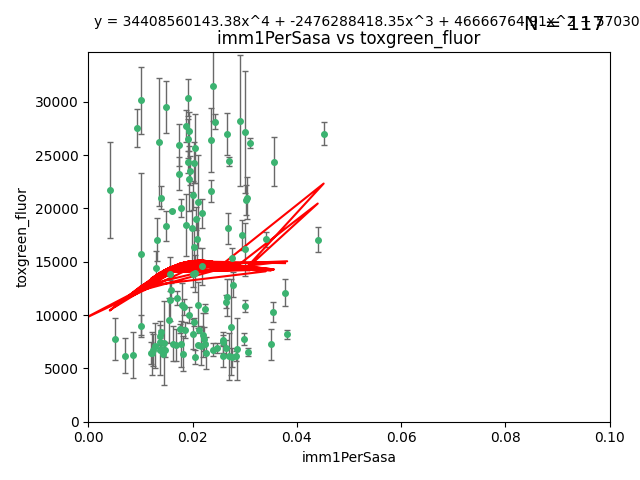 y = 34408560143.38x^4 + -2476288418.35x^3 + 46666764.
N = 117
imm1PerSasa vs toxgreen_fluor
30000
25000
20000
15000
10000
5000
0
toxgreen_fluor
0.00 0.02 0.04 0.06 0.08 0.10
imm1PerSasa